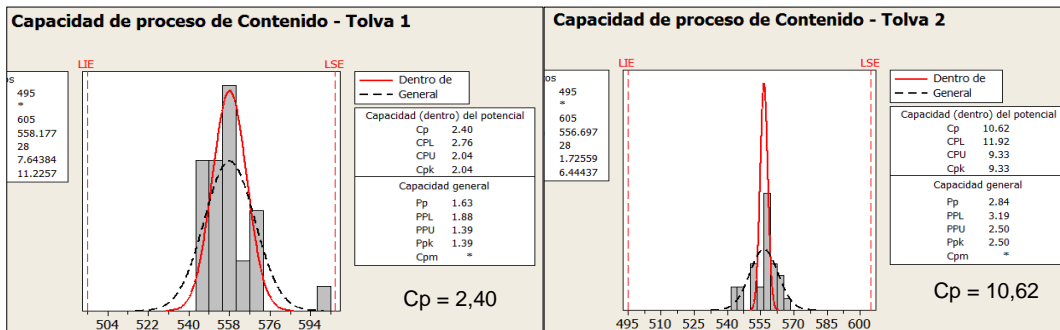 Capacidad de proceso de Contenido - Tolva 1
LIE
LSE
os
495
*
605
558.177
28
7.64384
11.2257
Dentro de
General
Capacidad (dentro) del potencial
Cp 2.40
CPL 2.76
CPU 2.04
Cpk 2.04
Capacidad general
Pp 1.63
PPL 1.88
PPU 1.39
Ppk 1.39
Cpm *
Cp = 2,40
504 522 540 558 576 594
Capacidad de proceso de Contenido - Tolva 2
LIE
LSE
os
495
*
605
556.697
28
1.72559
6.44437
Dentro de
General
Capacidad (dentro) del potencial
Cp 10.62
CPL 11.92
CPU 9.33
Cpk 9.33
Capacidad general
Pp 2.84
PPL 3.19
PPU 2.50
Ppk 2.50
Cpm *
Cp = 10,62
495 510 525 540 555 570 585 600